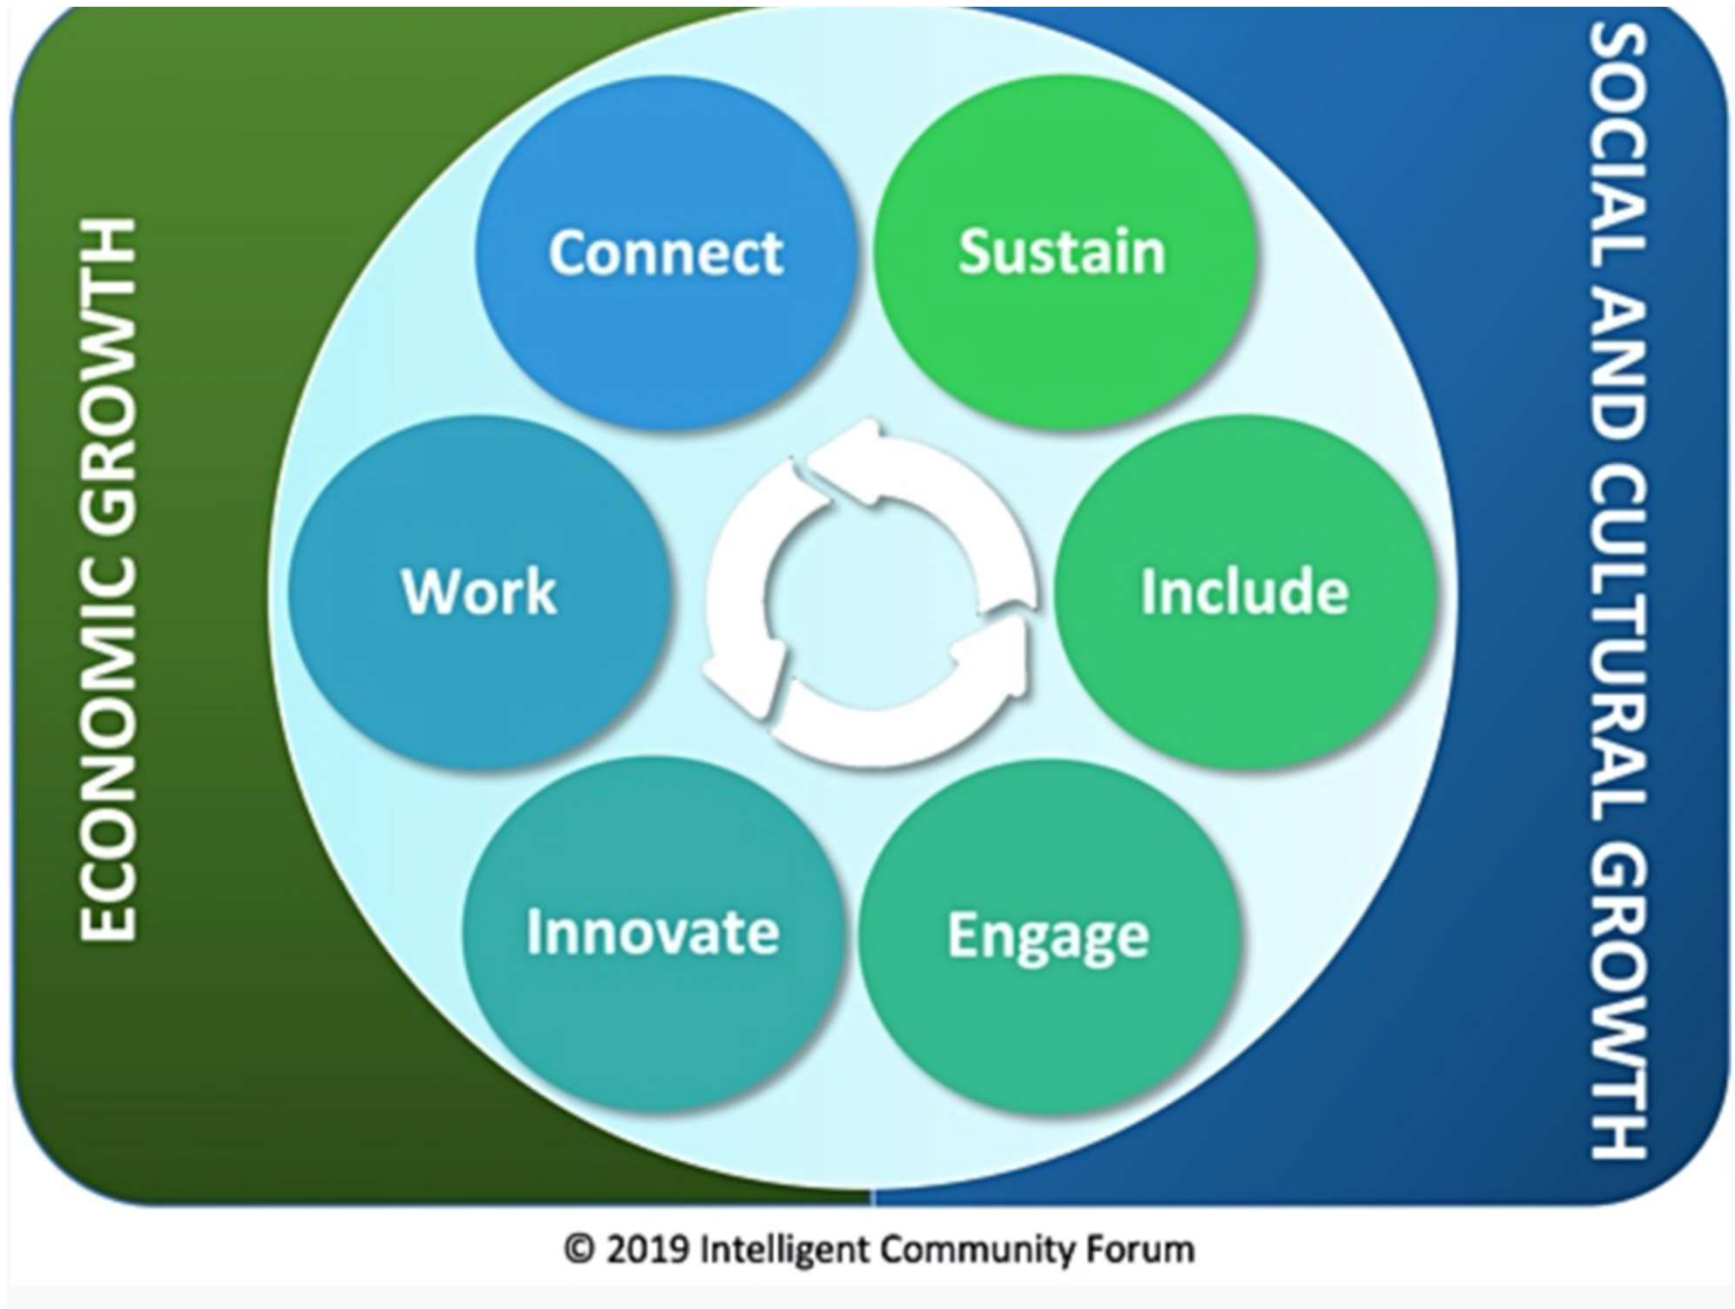 ECONOMIC GROWTH
SOCIAL AND CULTURAL GROWTH
Connect
Sustain
Work
Include
Innovate
Engage
© 2019 Intelligent Community Forum